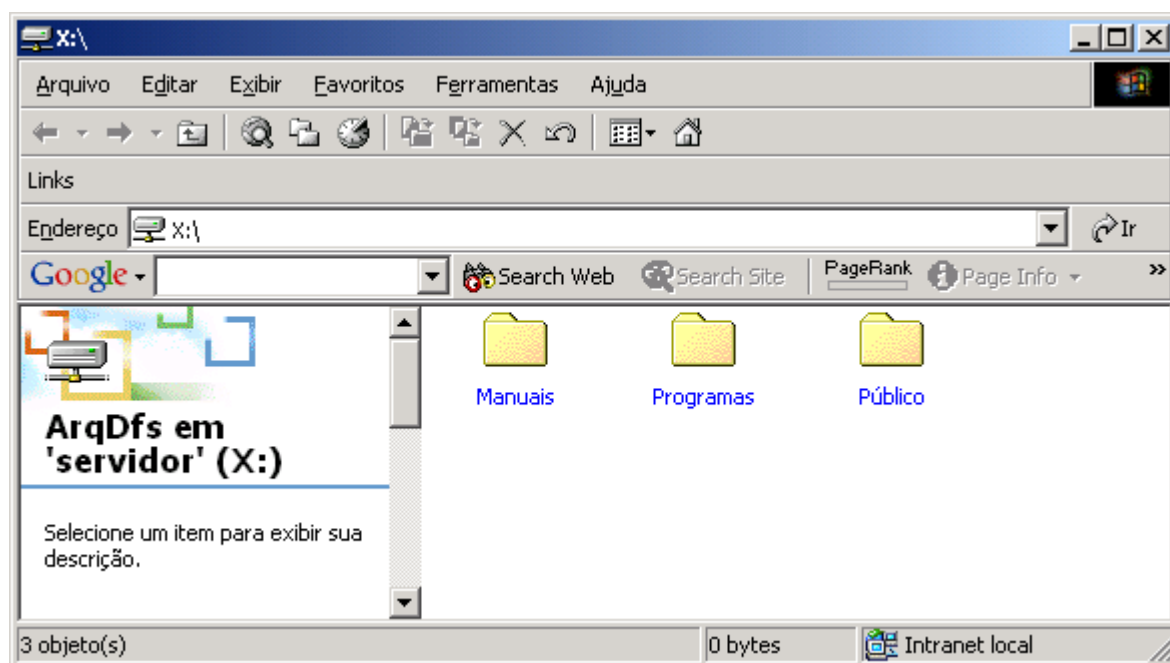 X:\
Arquivo Editar Exibir Favoritos Ferramentas Ajuda
Links
Endereço X:\ Ir
Google Search Web Search Site PageRank Page Info »
ArqDfs em
'servidor' (X:)
Selecione um item para exibir sua
descrição.
Manuais Programas Público
3 objeto(s) 0 bytes Intranet local